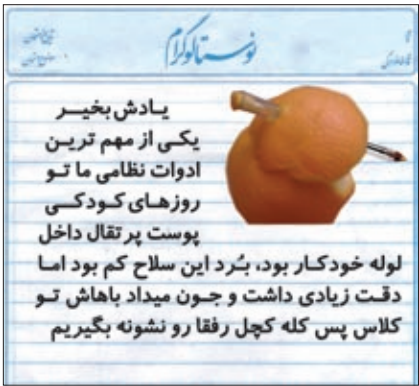 نوستالوگرام
یادش بخیر
یکی از مهم ترین
ادوات نظامی ما تو
روزهای کودکی
پوست پرتقال داخل
لوله خودکار بود، بُرد این سلاح کم بود اما
دقت زیادی داشت و جون میداد باهاش تو
کلاس پس کله کچل رفقا رو نشونه بگیریم